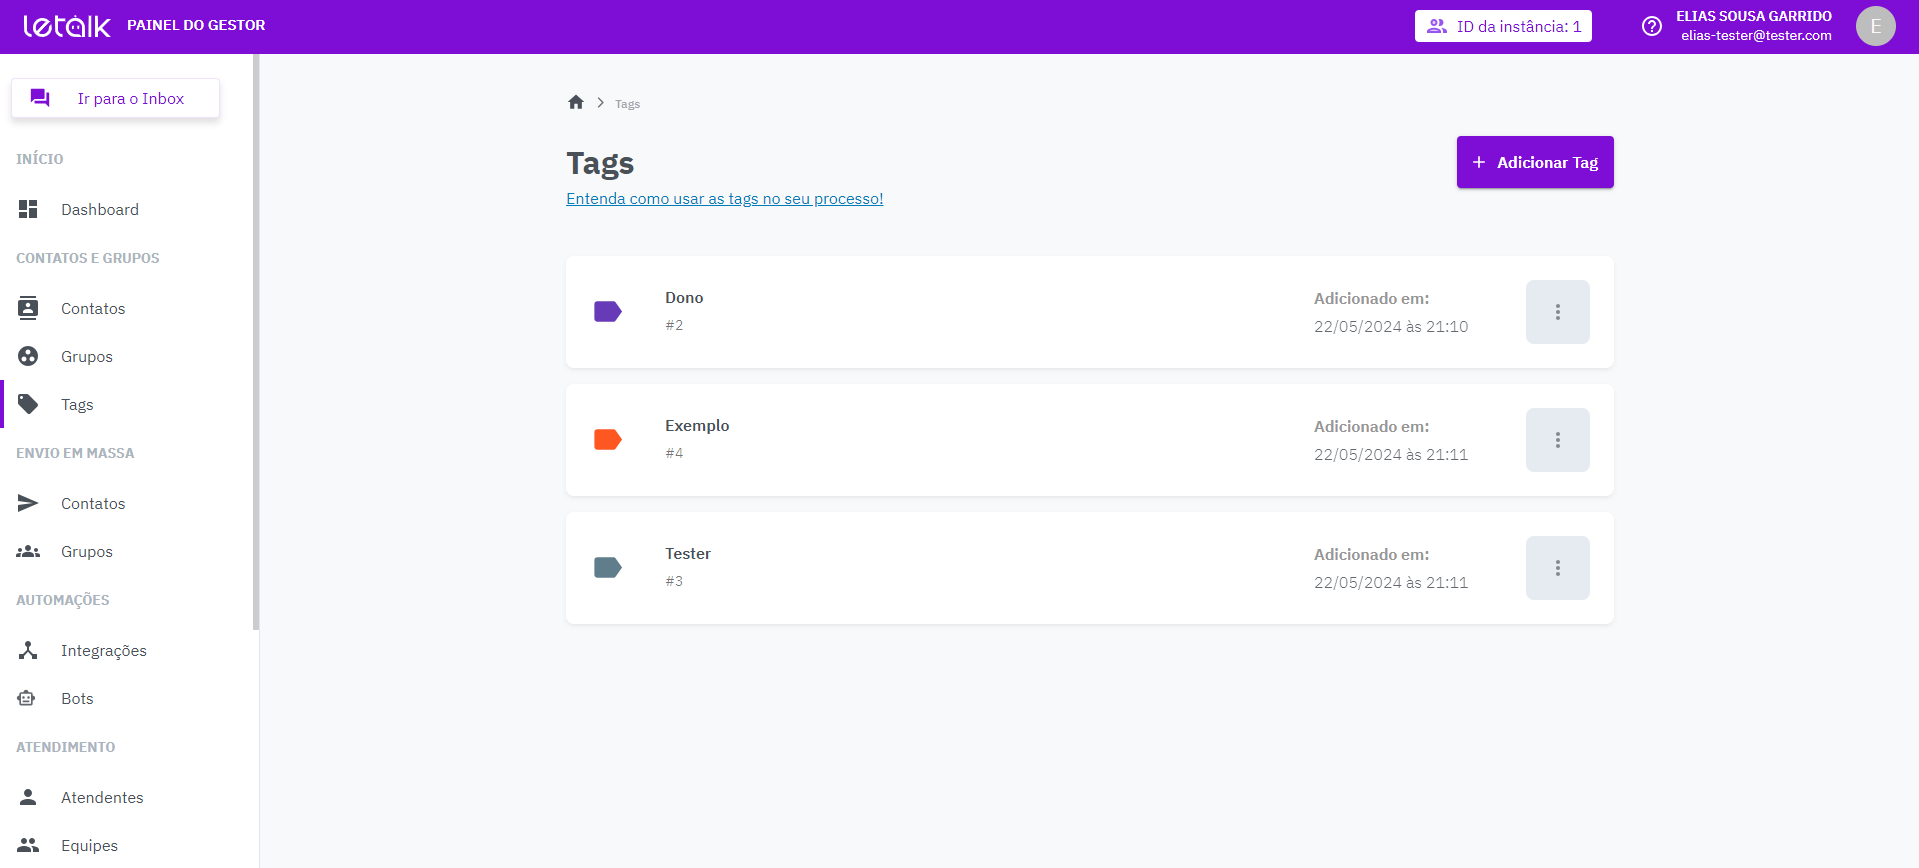 letalk PAINEL DO GESTOR
ID da instância: 1
ELIAS SOUSA GARRIDO
elias-tester@tester.com
E
Ir para o Inbox
INÍCIO
Dashboard
CONTATOS E GRUPOS
Contatos
Grupos
Tags
ENVIO EM MASSA
Contatos
Grupos
AUTOMAÇÕES
Integrações
Bots
ATENDIMENTO
Atendentes
Equipes
Tags
Tags
Entenda como usar as tags no seu processo!
+ Adicionar Tag
Dono
#2
Adicionado em:
22/05/2024 às 21:10
Exemplo
#4
Adicionado em:
22/05/2024 às 21:11
Tester
#3
Adicionado em:
22/05/2024 às 21:11